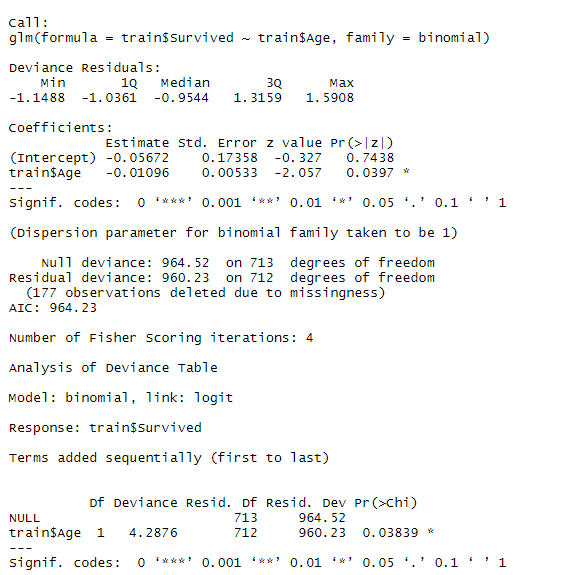 Call:
glm(formula = train$Survived ~ train$Age, family = binomial)
Deviance Residuals:
Min 1Q Median 3Q Max
-1.1488 -1.0361 -0.9544 1.3159 1.5908
Coefficients:
Estimate Std. Error z value Pr(>|z|)
(Intercept) -0.05672 0.17358 -0.327 0.7438
train$Age -0.01096 0.00533 -2.057 0.0397 *
---
Signif. codes: 0 ‘***’ 0.001 ‘**’ 0.01 ‘*’ 0.05 ‘.’ 0.1 ‘ ’ 1
(Dispersion parameter for binomial family taken to be 1)
Null deviance: 964.52 on 713 degrees of freedom
Residual deviance: 960.23 on 712 degrees of freedom
(177 observations deleted due to missingness)
AIC: 964.23
Number of Fisher Scoring iterations: 4
Analysis of Deviance Table
Model: binomial, link: logit
Response: train$Survived
Terms added sequentially (first to last)
Df Deviance Resid. Df Resid. Dev Pr(>Chi)
NULL 713 964.52
train$Age 1 4.2876 712 960.23 0.03839 *
---
Signif. codes: 0 ‘***’ 0.001 ‘**’ 0.01 ‘*’ 0.05 ‘.’ 0.1 ‘ ’ 1